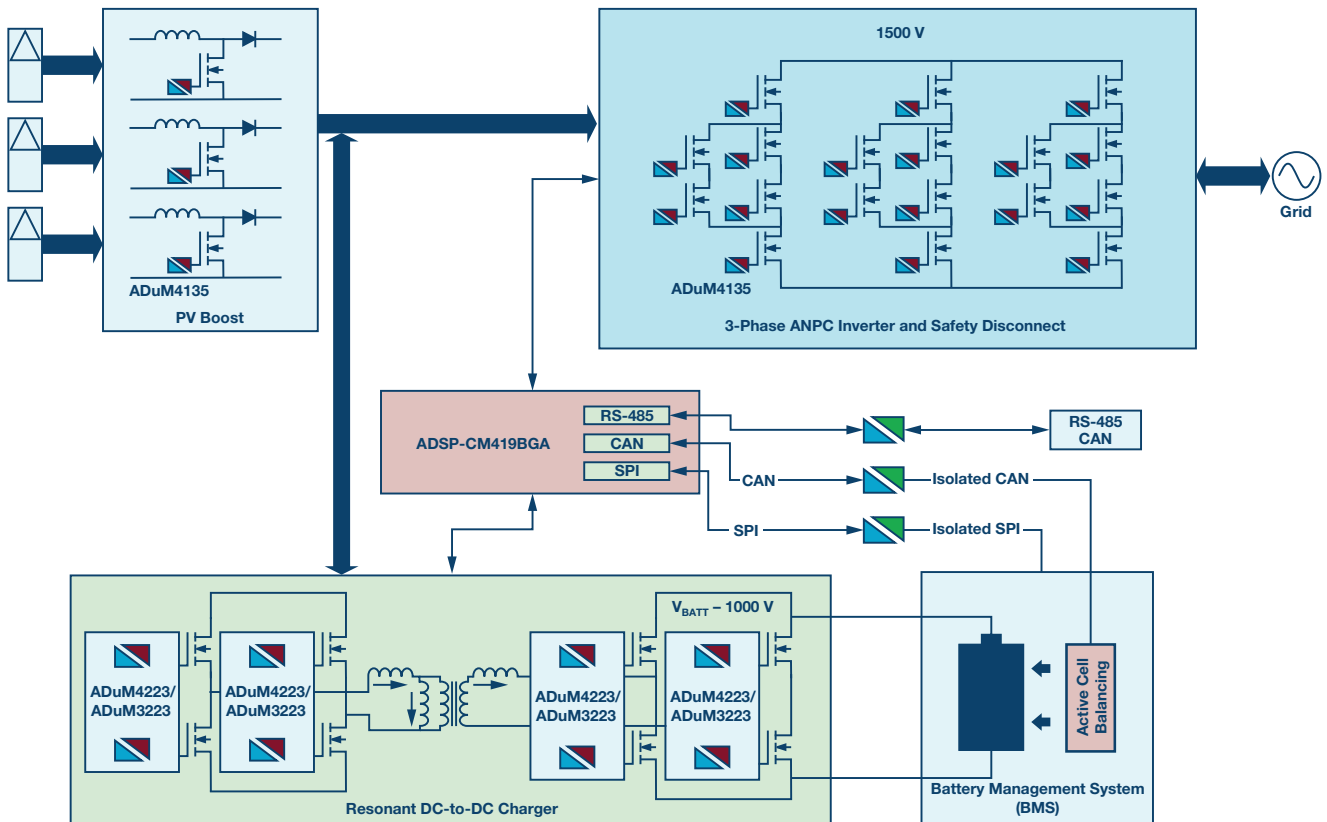 1500 V
ADuM4135
PV Boost
ADuM4135
3-Phase ANPC Inverter and Safety Disconnect
Grid
ADSP-CM419BGA
RS-485
CAN
SPI
RS-485
CAN
CAN
Isolated CAN
SPI
Isolated SPI
VBATT – 1000 V
ADuM4223/
ADuM3223
ADuM4223/
ADuM3223
ADuM4223/
ADuM3223
ADuM4223/
ADuM3223
Resonant DC-to-DC Charger
Active Cell
Balancing
Battery Management System
(BMS)